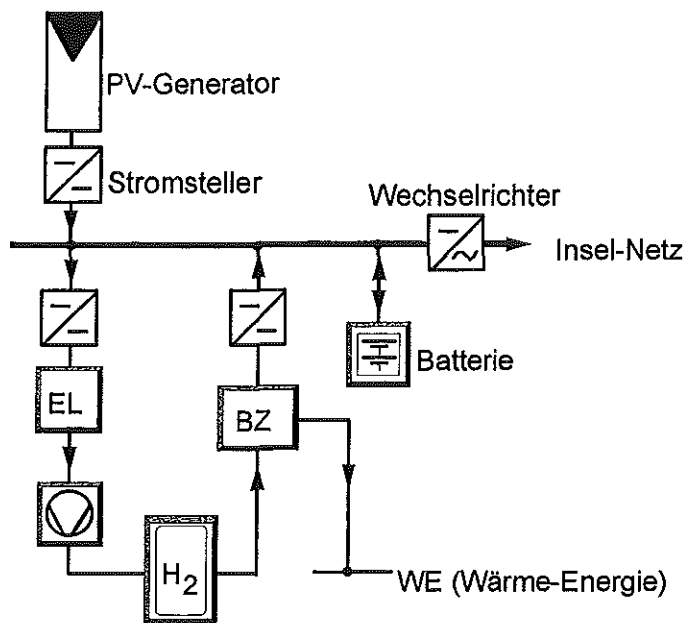 PV-Generator
Stromsteller
Wechselrichter
Insel-Netz
Batterie
EL
BZ
H₂
WE (Wärme-Energie)